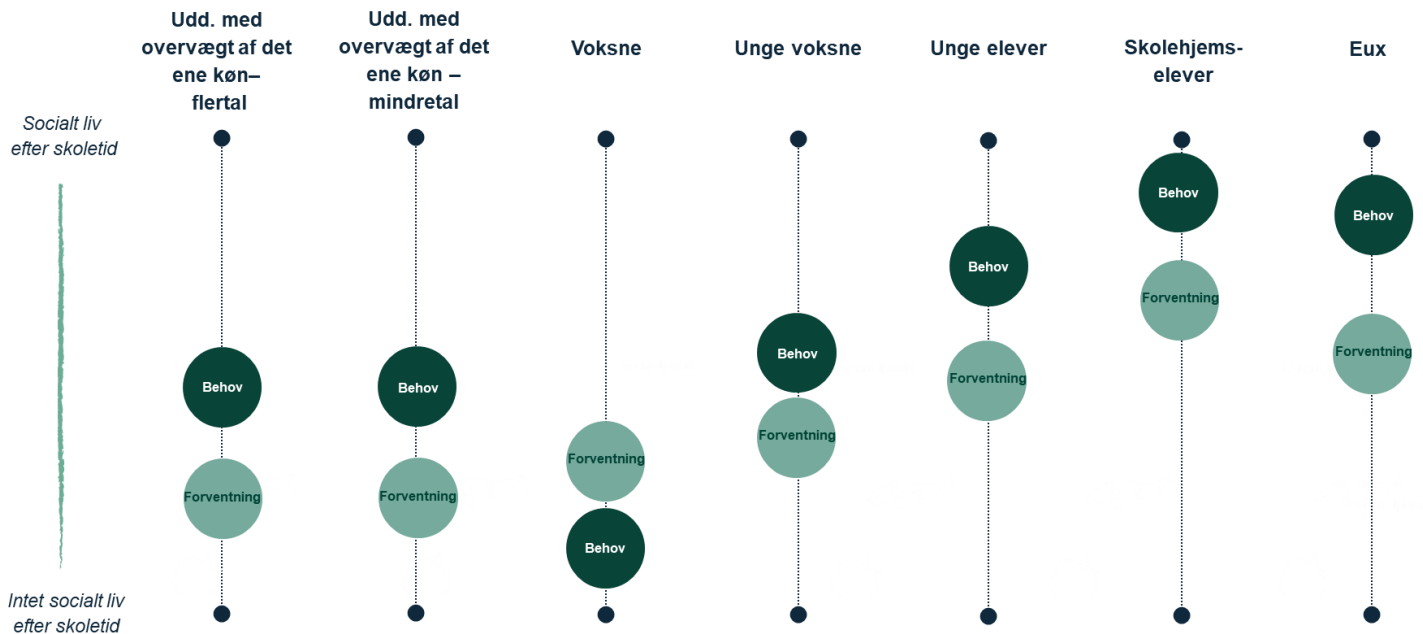 Udd. med
overvægt af det
ene køn–
flertal
Udd. med
overvægt af det
ene køn –
mindretal
Voksne
Unge voksne
Unge elever
Skolehjems-
elever
Eux
Socialt liv
efter skoletid
Intet socialt liv
efter skoletid
Behov
Forventning
Behov
Forventning
Forventning
Behov
Behov
Forventning
Behov
Forventning
Behov
Forventning
Behov
Forventning